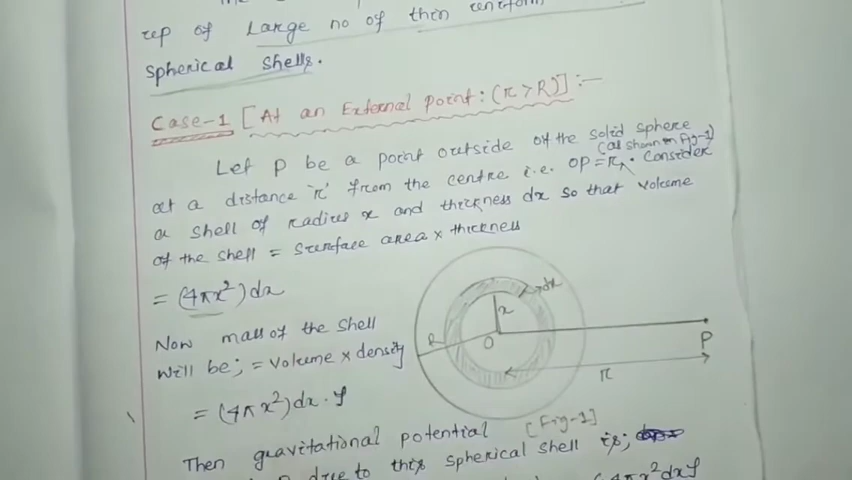 rep of Large no of thin uniform
spherical shells.
Case-1 [At an External point: (r > R)] :-
Let P be a point outside of the solid sphere
(as shown in Fig-1)
at a distance 'r' from the centre i.e. OP = r. Consider
a shell of radius x and thickness dx so that volume
of the shell = surface area x thickness
= (4πx²) dx
Now mass of the shell
will be; = volume x density
= (4πx²) dx . ρ
R
x
dx
O
P
r
[Fig-1]
Then gravitational potential
due to this spherical shell is;
(4πx²dxρ